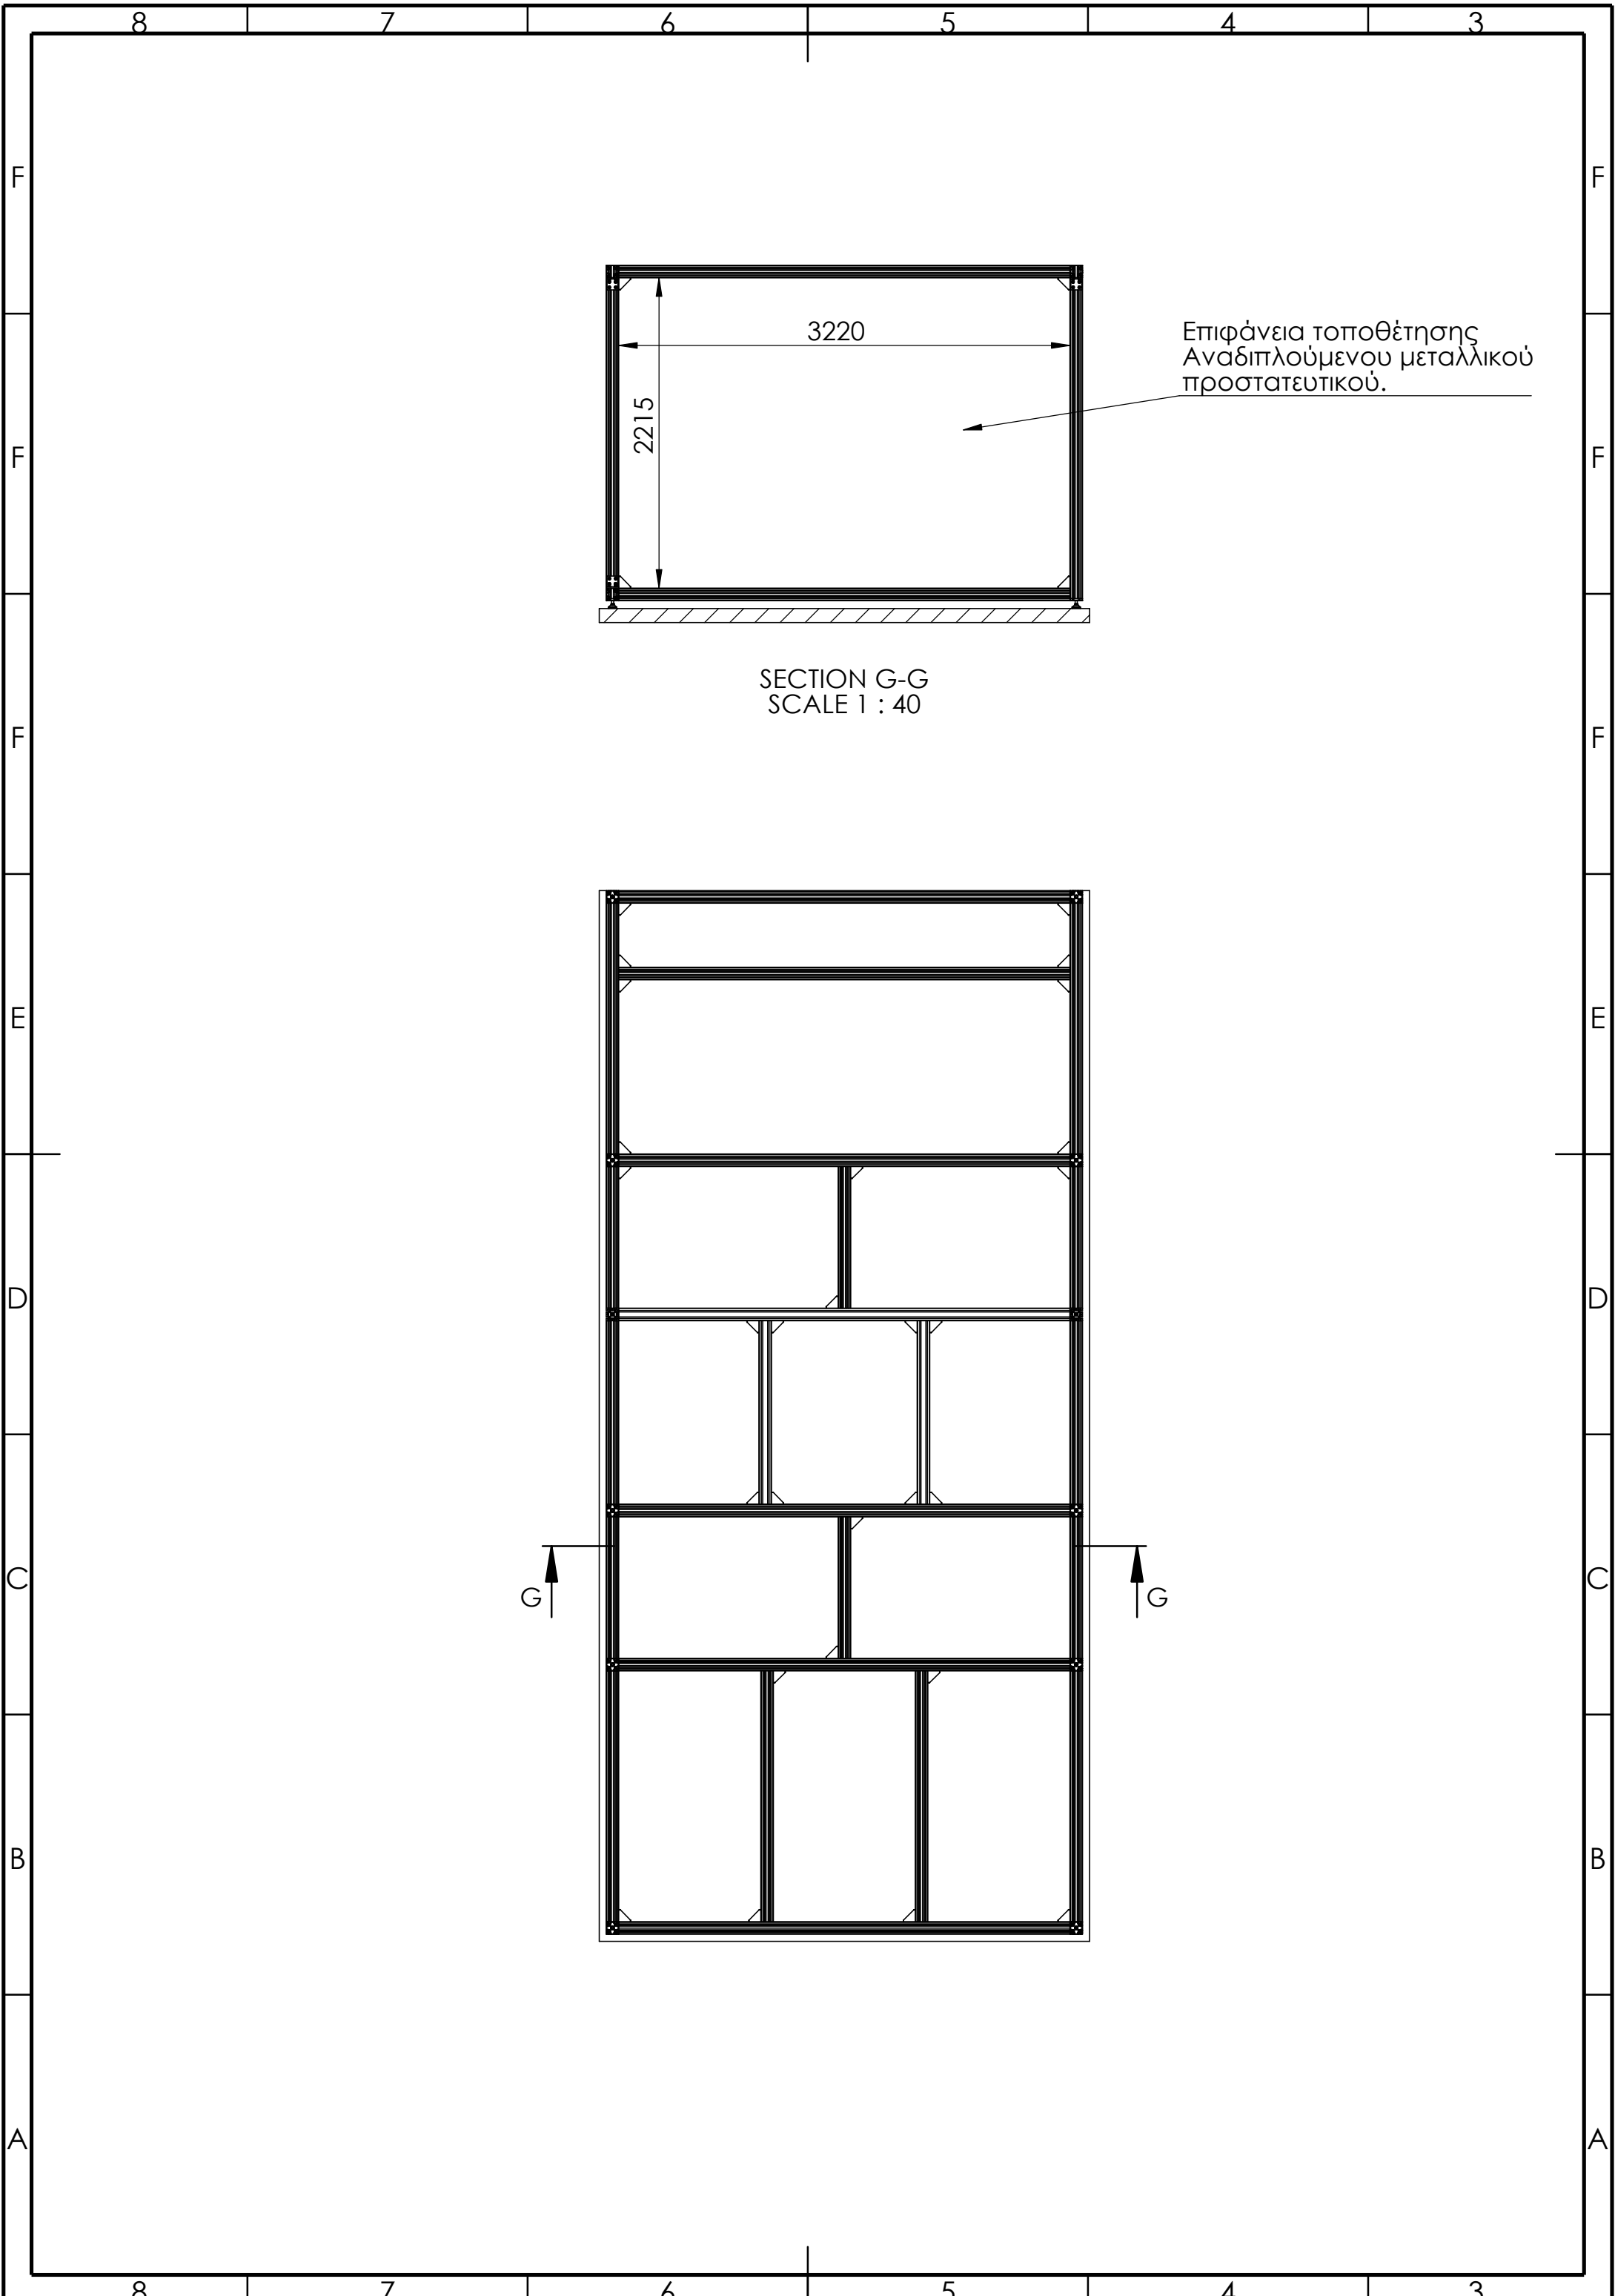 8 7 6 5 4 3
F F
3220
Επιφάνεια τοποθέτησης
Αναδιπλούμενου μεταλλικού
προστατευτικού.
2215
F F
SECTION G-G
SCALE 1 : 40
F F
E E
D D
C C
G G
B B
A A
8 7 6 5 4 3